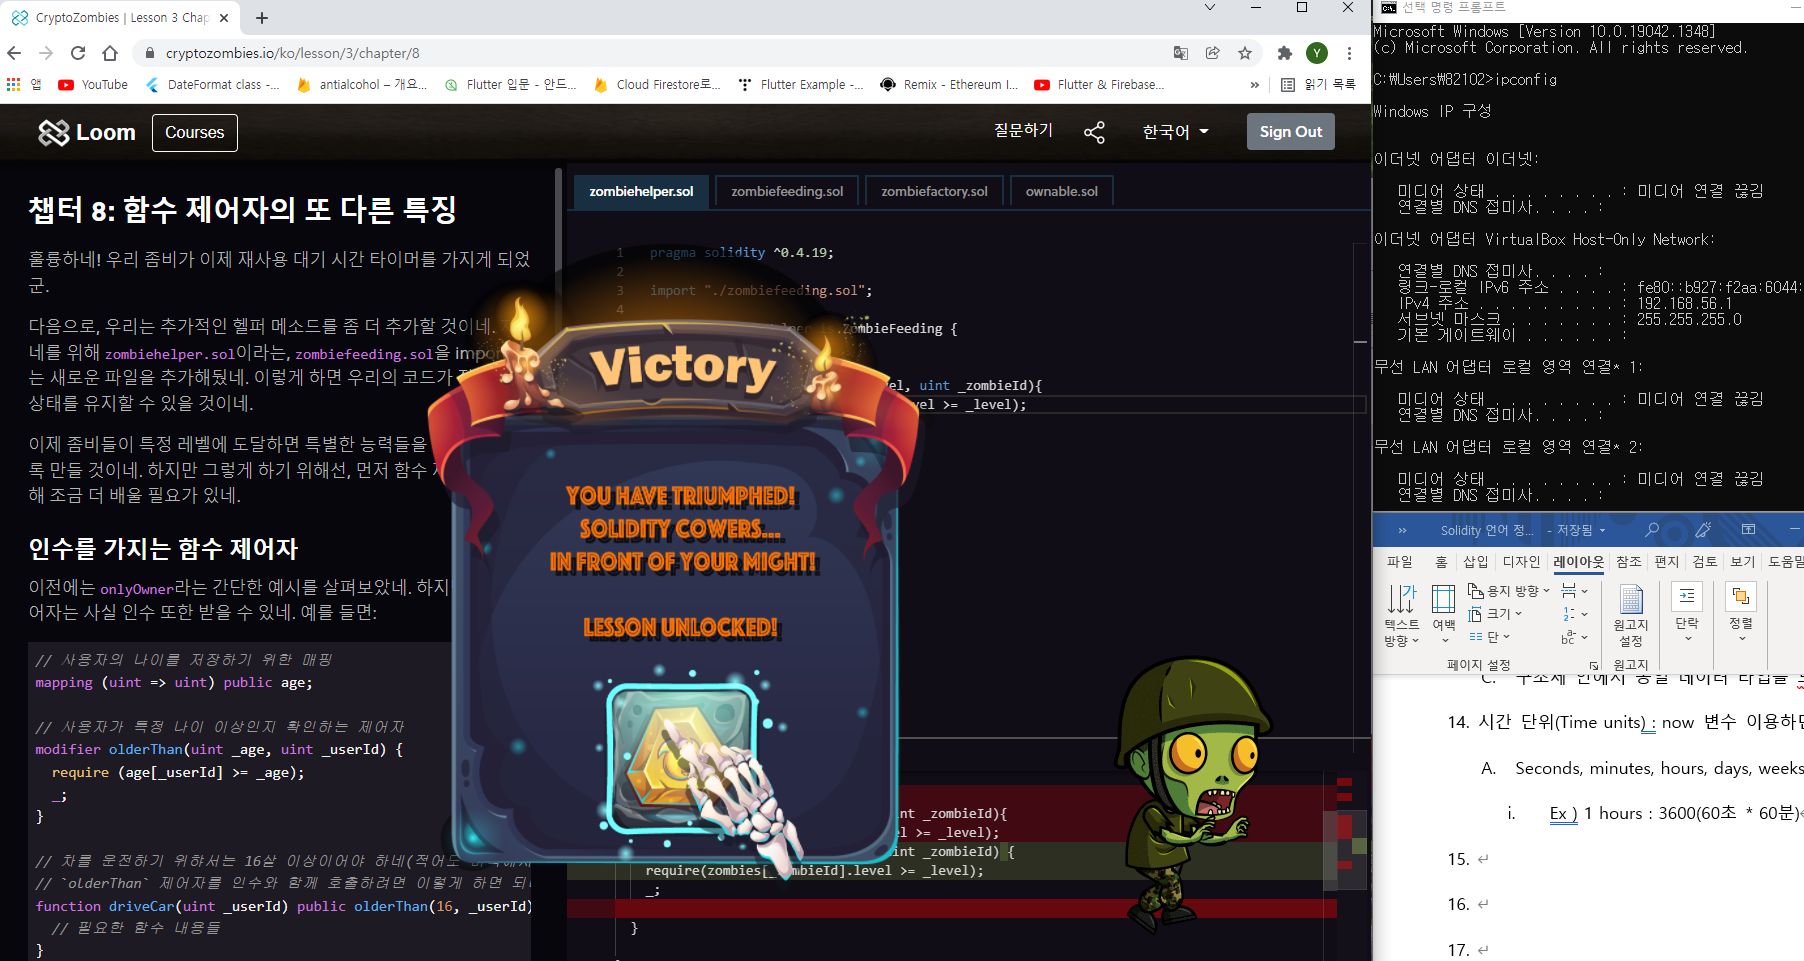 CryptoZombies | Lesson 3 Chap
cryptozombies.io/ko/lesson/3/chapter/8
Y
앱
YouTube
DateFormat class -...
antialcohol – 개요...
Flutter 입문 - 안드...
Cloud Firestore로...
Flutter Example -...
Remix - Ethereum I...
Flutter & Firebase...
»
읽기 목록
Loom
Courses
질문하기
한국어
Sign Out
챕터 8: 함수 제어자의 또 다른 특징
훌륭하네! 우리 좀비가 이제 재사용 대기 시간 타이머를 가지게 되었
군.
다음으로, 우리는 추가적인 헬퍼 메소드를 좀 더 추가할 것이네.
네를 위해 zombiehelper.sol이라는, zombiefeeding.sol을 impor
는 새로운 파일을 추가해뒀네. 이렇게 하면 우리의 코드가
상태를 유지할 수 있을 것이네.
이제 좀비들이 특정 레벨에 도달하면 특별한 능력들을
록 만들 것이네. 하지만 그렇게 하기 위해선, 먼저 함수
해 조금 더 배울 필요가 있네.
인수를 가지는 함수 제어자
이전에는 onlyOwner라는 간단한 예시를 살펴보았네. 하지
어자는 사실 인수 또한 받을 수 있네. 예를 들면:
// 사용자의 나이를 저장하기 위한 매핑
mapping (uint => uint) public age;
// 사용자가 특정 나이 이상인지 확인하는 제어자
modifier olderThan(uint _age, uint _userId) {
require (age[_userId] >= _age);
_;
}
// 차를 운전하기 위햐서는 16살 이상이어야 하네(적어도
// `olderThan` 제어자를 인수와 함께 호출하려면 이렇게 하면 되
function driveCar(uint _userId) public olderThan(16, _userId)
// 필요한 함수 내용들
}
zombiehelper.sol
zombiefeeding.sol
zombiefactory.sol
ownable.sol
1 pragma solidity ^0.4.19;
2
3 import "./zombiefeeding.sol";
4
is ZombieFeeding {
el, uint _zombieId){
vel >= _level);
Victory
YOU HAVE TRIUMPHED!
SOLIDITY COWERS...
IN FRONT OF YOUR MIGHT!
LESSON UNLOCKED!
int _zombieId){
el >= _level);
int _zombieId) {
require(zombies[_zombieId].level >= _level);
_;
}
선택 명령 프롬프트
Microsoft Windows [Version 10.0.19042.1348]
(c) Microsoft Corporation. All rights reserved.
C:₩Users₩82102>ipconfig
Windows IP 구성
이더넷 어댑터 이더넷:
미디어 상태 . . . . . . . . : 미디어 연결 끊김
연결별 DNS 접미사. . . . :
이더넷 어댑터 VirtualBox Host-Only Network:
연결별 DNS 접미사. . . . :
링크-로컬 IPv6 주소 . . . . : fe80::b927:f2aa:6044:
IPv4 주소 . . . . . . . . . : 192.168.56.1
서브넷 마스크 . . . . . . . : 255.255.255.0
기본 게이트웨이 . . . . . . :
무선 LAN 어댑터 로컬 영역 연결* 1:
미디어 상태 . . . . . . . . : 미디어 연결 끊김
연결별 DNS 접미사. . . . :
무선 LAN 어댑터 로컬 영역 연결* 2:
미디어 상태 . . . . . . . . : 미디어 연결 끊김
연결별 DNS 접미사. . . . :
» Solidity 언어 정... - 저장됨
파일 홈 삽입 디자인 레이아웃 참조 편지 검토 보기 도움말
텍스트 방향
여백
용지 방향
크기
단
페이지 설정
원고지 설정
원고지
단락
정렬
C. 구조체 안에서 동일 데이터 타입을
14. 시간 단위(Time units) : now 변수 이용하면
A. Seconds, minutes, hours, days, weeks
i. Ex ) 1 hours : 3600(60초 * 60분)
15.
16.
17.